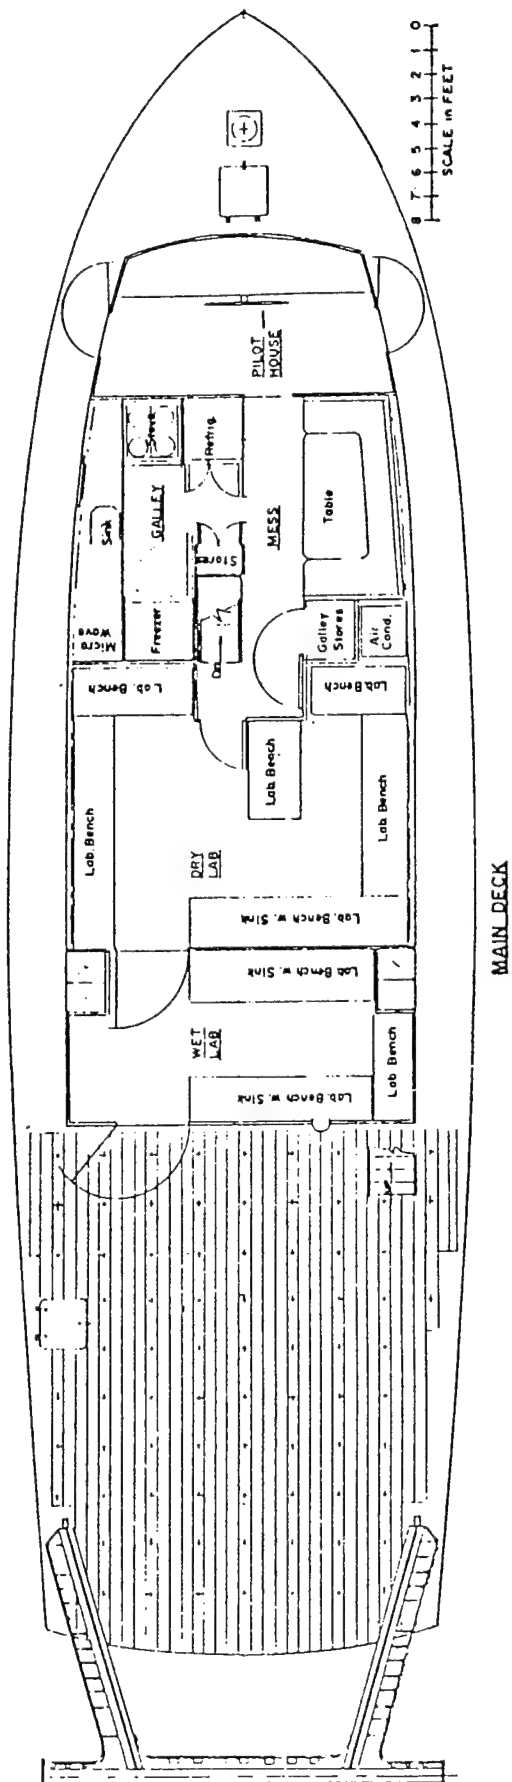 0 1 2 3 4 5 6 7 8
SCALE in FEET
PILOT
HOUSE
Stove
Refrig.
Sink
GALLEY
MESS
Table
Stores
Micro
Wave
Freezer
Dn
Galley
Stores
Air
Cond.
Lab. Bench
Lab. Bench
Lab. Bench
Lab. Bench
Lab. Bench
DRY
LAB
Lab. Bench w. Sink
Lab. Bench w. Sink
WET
LAB
Lab. Bench w. Sink
Lab Bench
MAIN DECK